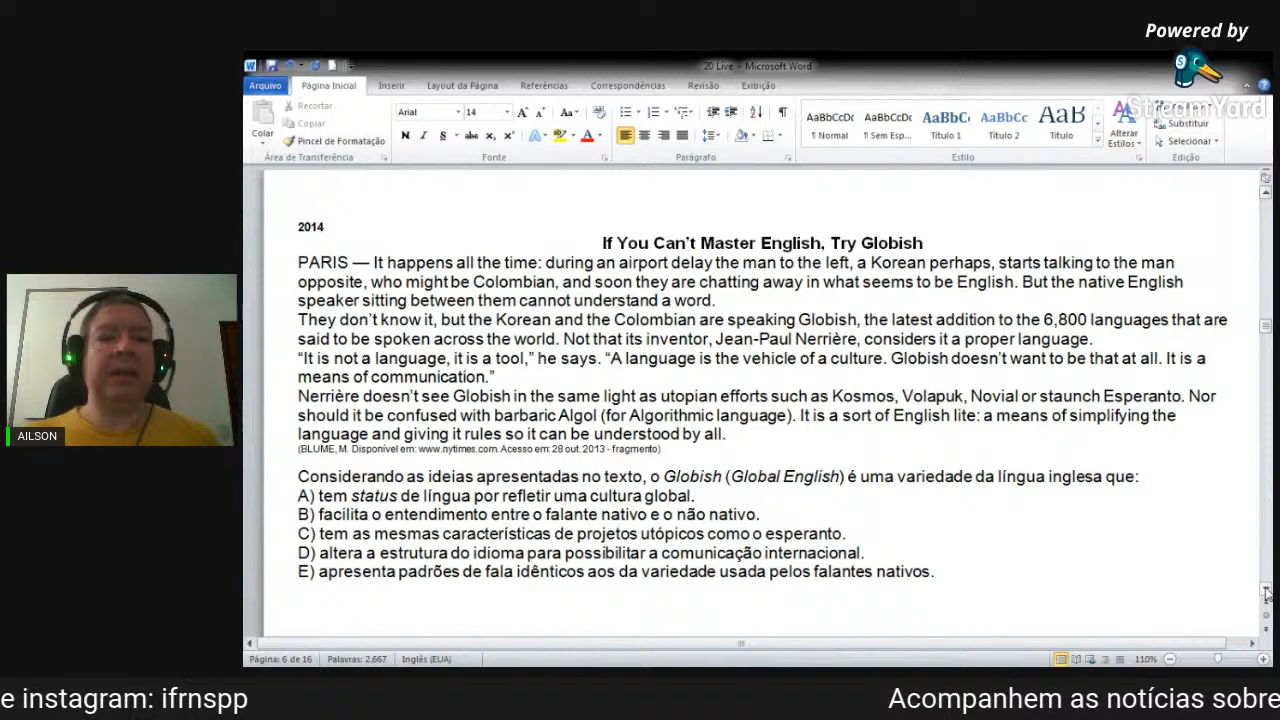 Powered by
StreamYard
20 Live - Microsoft Word
Arquivo Página Inicial Inserir Layout da Página Referências Correspondências Revisão Exibição
Recortar
Copiar
Pincel de Formatação
Colar
Área de Transferência
Arial 14
Fonte
Parágrafo
AaBbCcDc AaBbCcDc AaBbC AaBbCc AaB
¶ Normal ¶ Sem Esp... Título 1 Título 2 Título
Estilo
Alterar
Estilos
Substituir
Selecionar
Edição
2014
If You Can't Master English, Try Globish
PARIS — It happens all the time: during an airport delay the man to the left, a Korean perhaps, starts talking to the man
opposite, who might be Colombian, and soon they are chatting away in what seems to be English. But the native English
speaker sitting between them cannot understand a word.
They don't know it, but the Korean and the Colombian are speaking Globish, the latest addition to the 6,800 languages that are
said to be spoken across the world. Not that its inventor, Jean-Paul Nerrière, considers it a proper language.
“It is not a language, it is a tool,” he says. “A language is the vehicle of a culture. Globish doesn't want to be that at all. It is a
means of communication.”
Nerrière doesn't see Globish in the same light as utopian efforts such as Kosmos, Volapuk, Novial or staunch Esperanto. Nor
should it be confused with barbaric Algol (for Algorithmic language). It is a sort of English lite: a means of simplifying the
language and giving it rules so it can be understood by all.
(BLUME, M. Disponível em: www.nytimes.com. Acesso em: 28 out. 2013 - fragmento)
Considerando as ideias apresentadas no texto, o Globish (Global English) é uma variedade da língua inglesa que:
A) tem status de língua por refletir uma cultura global.
B) facilita o entendimento entre o falante nativo e o não nativo.
C) tem as mesmas características de projetos utópicos como o esperanto.
D) altera a estrutura do idioma para possibilitar a comunicação internacional.
E) apresenta padrões de fala idênticos aos da variedade usada pelos falantes nativos.
AILSON
Página: 6 de 16 Palavras: 2.667 Inglês (EUA) 110%
e instagram: ifrnspp Acompanhem as notícias sobre